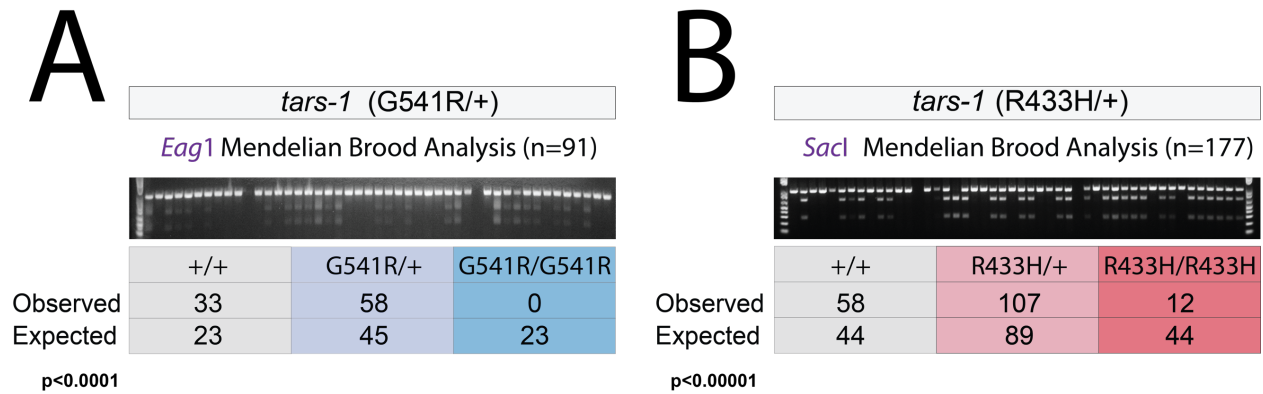 A
tars-1 (G541R/+)
Eag1 Mendelian Brood Analysis (n=91)
+/+ G541R/+ G541R/G541R
Observed 33 58 0
Expected 23 45 23
p<0.0001
B
tars-1 (R433H/+)
SacI Mendelian Brood Analysis (n=177)
+/+ R433H/+ R433H/R433H
Observed 58 107 12
Expected 44 89 44
p<0.00001